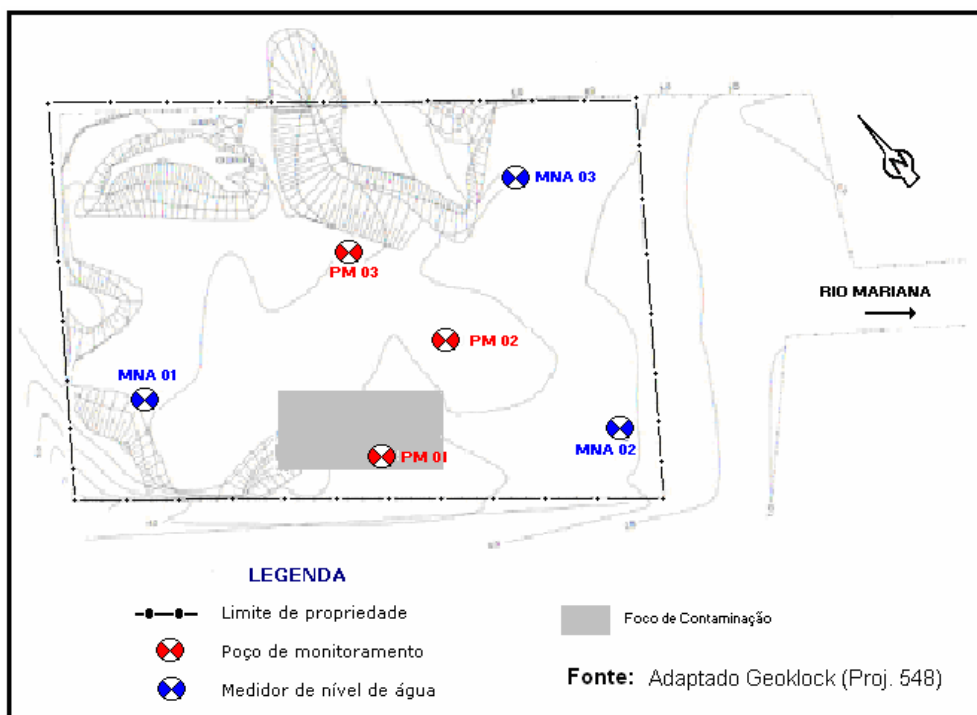 MNA 03
PM 03
RIO MARIANA
PM 02
MNA 01
MNA 02
PM 01
LEGENDA
Limite de propriedade
Foco de Contaminação
Poço de monitoramento
Medidor de nível de água
Fonte: Adaptado Geoklock (Proj. 548)